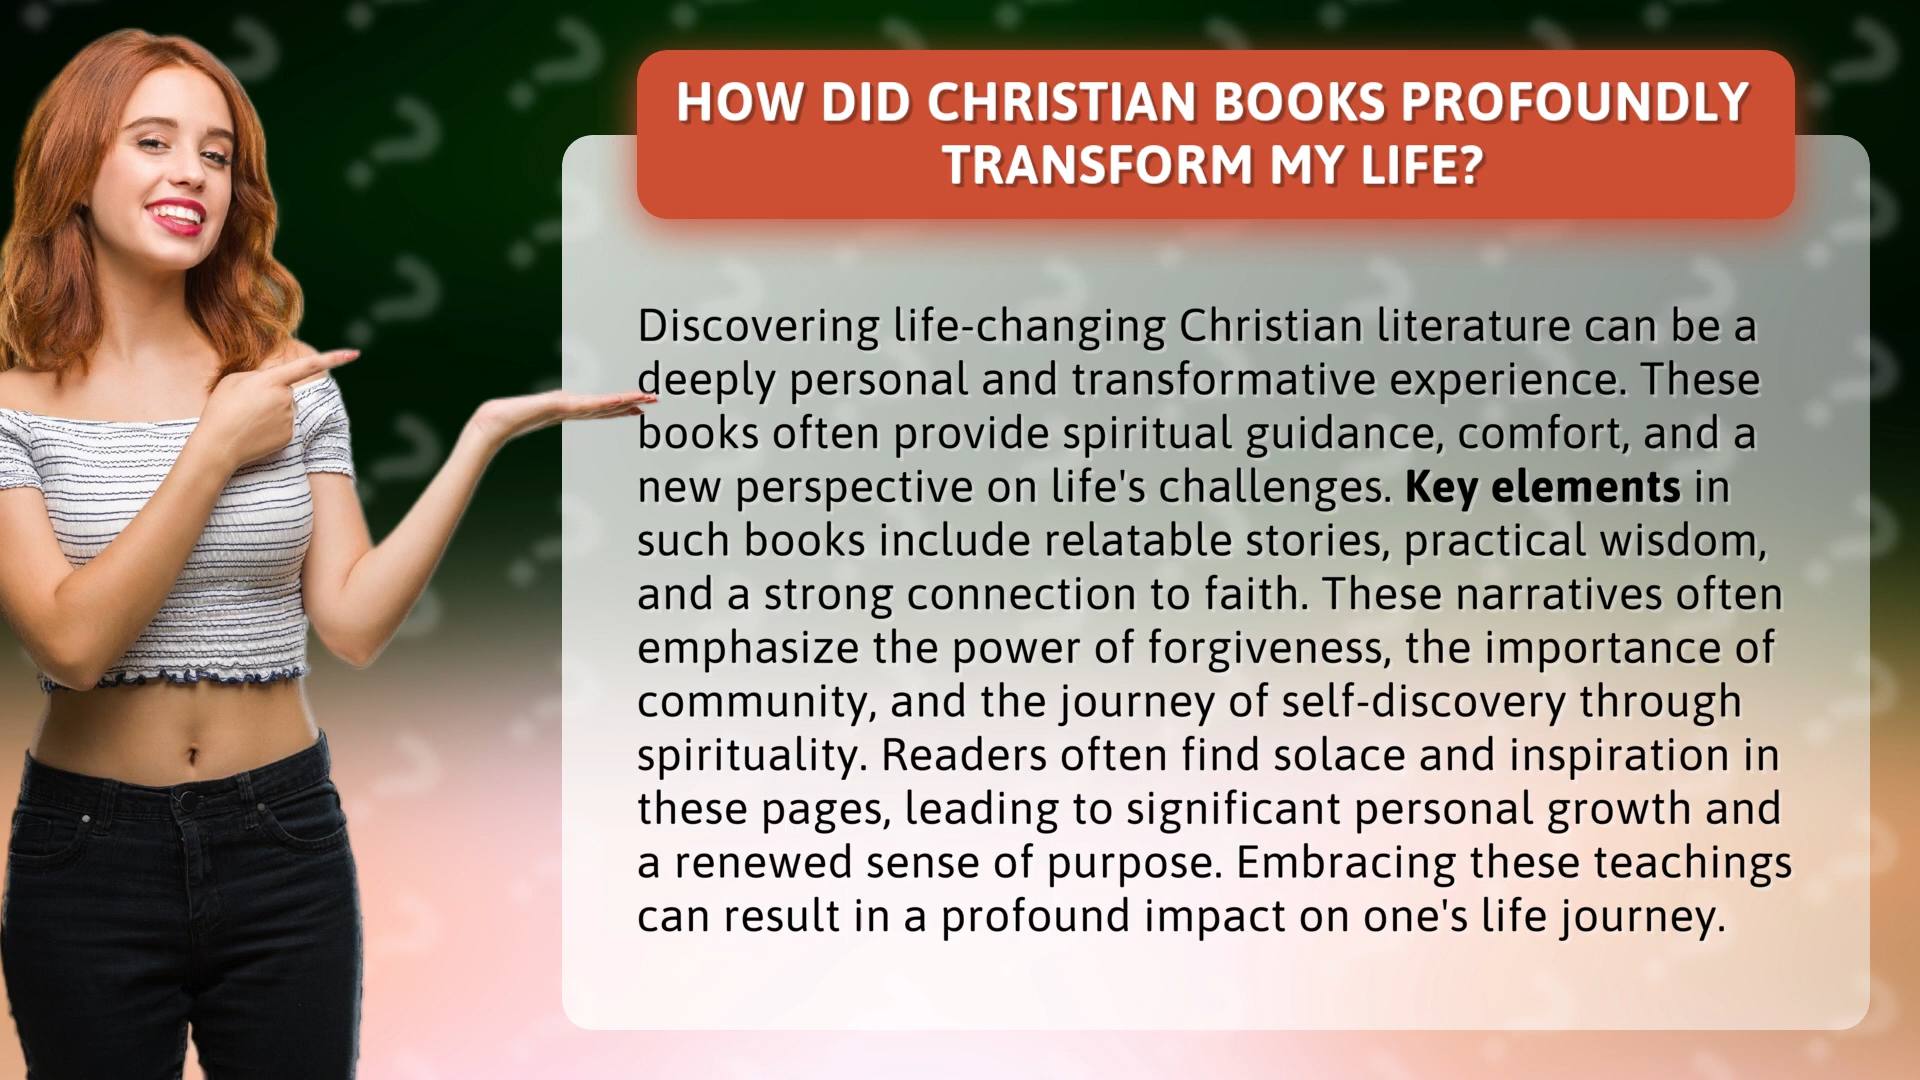 HOW DID CHRISTIAN BOOKS PROFOUNDLY
TRANSFORM MY LIFE?
Discovering life-changing Christian literature can be a
deeply personal and transformative experience. These
books often provide spiritual guidance, comfort, and a
new perspective on life's challenges. Key elements in
such books include relatable stories, practical wisdom,
and a strong connection to faith. These narratives often
emphasize the power of forgiveness, the importance of
community, and the journey of self-discovery through
spirituality. Readers often find solace and inspiration in
these pages, leading to significant personal growth and
a renewed sense of purpose. Embracing these teachings
can result in a profound impact on one's life journey.